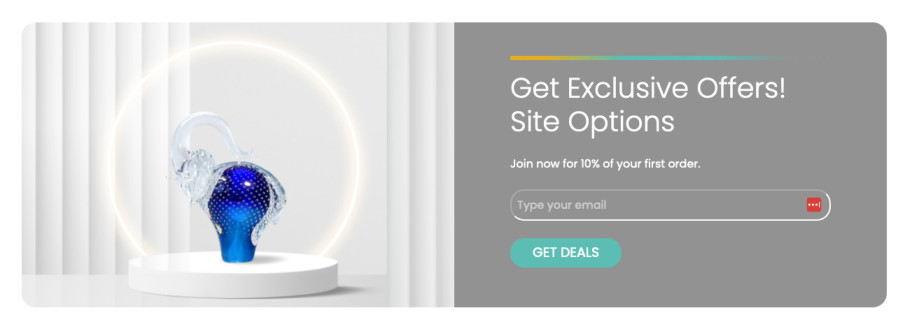 Get Exclusive Offers!
Site Options
Join now for 10% of your first order.
Type your email
GET DEALS